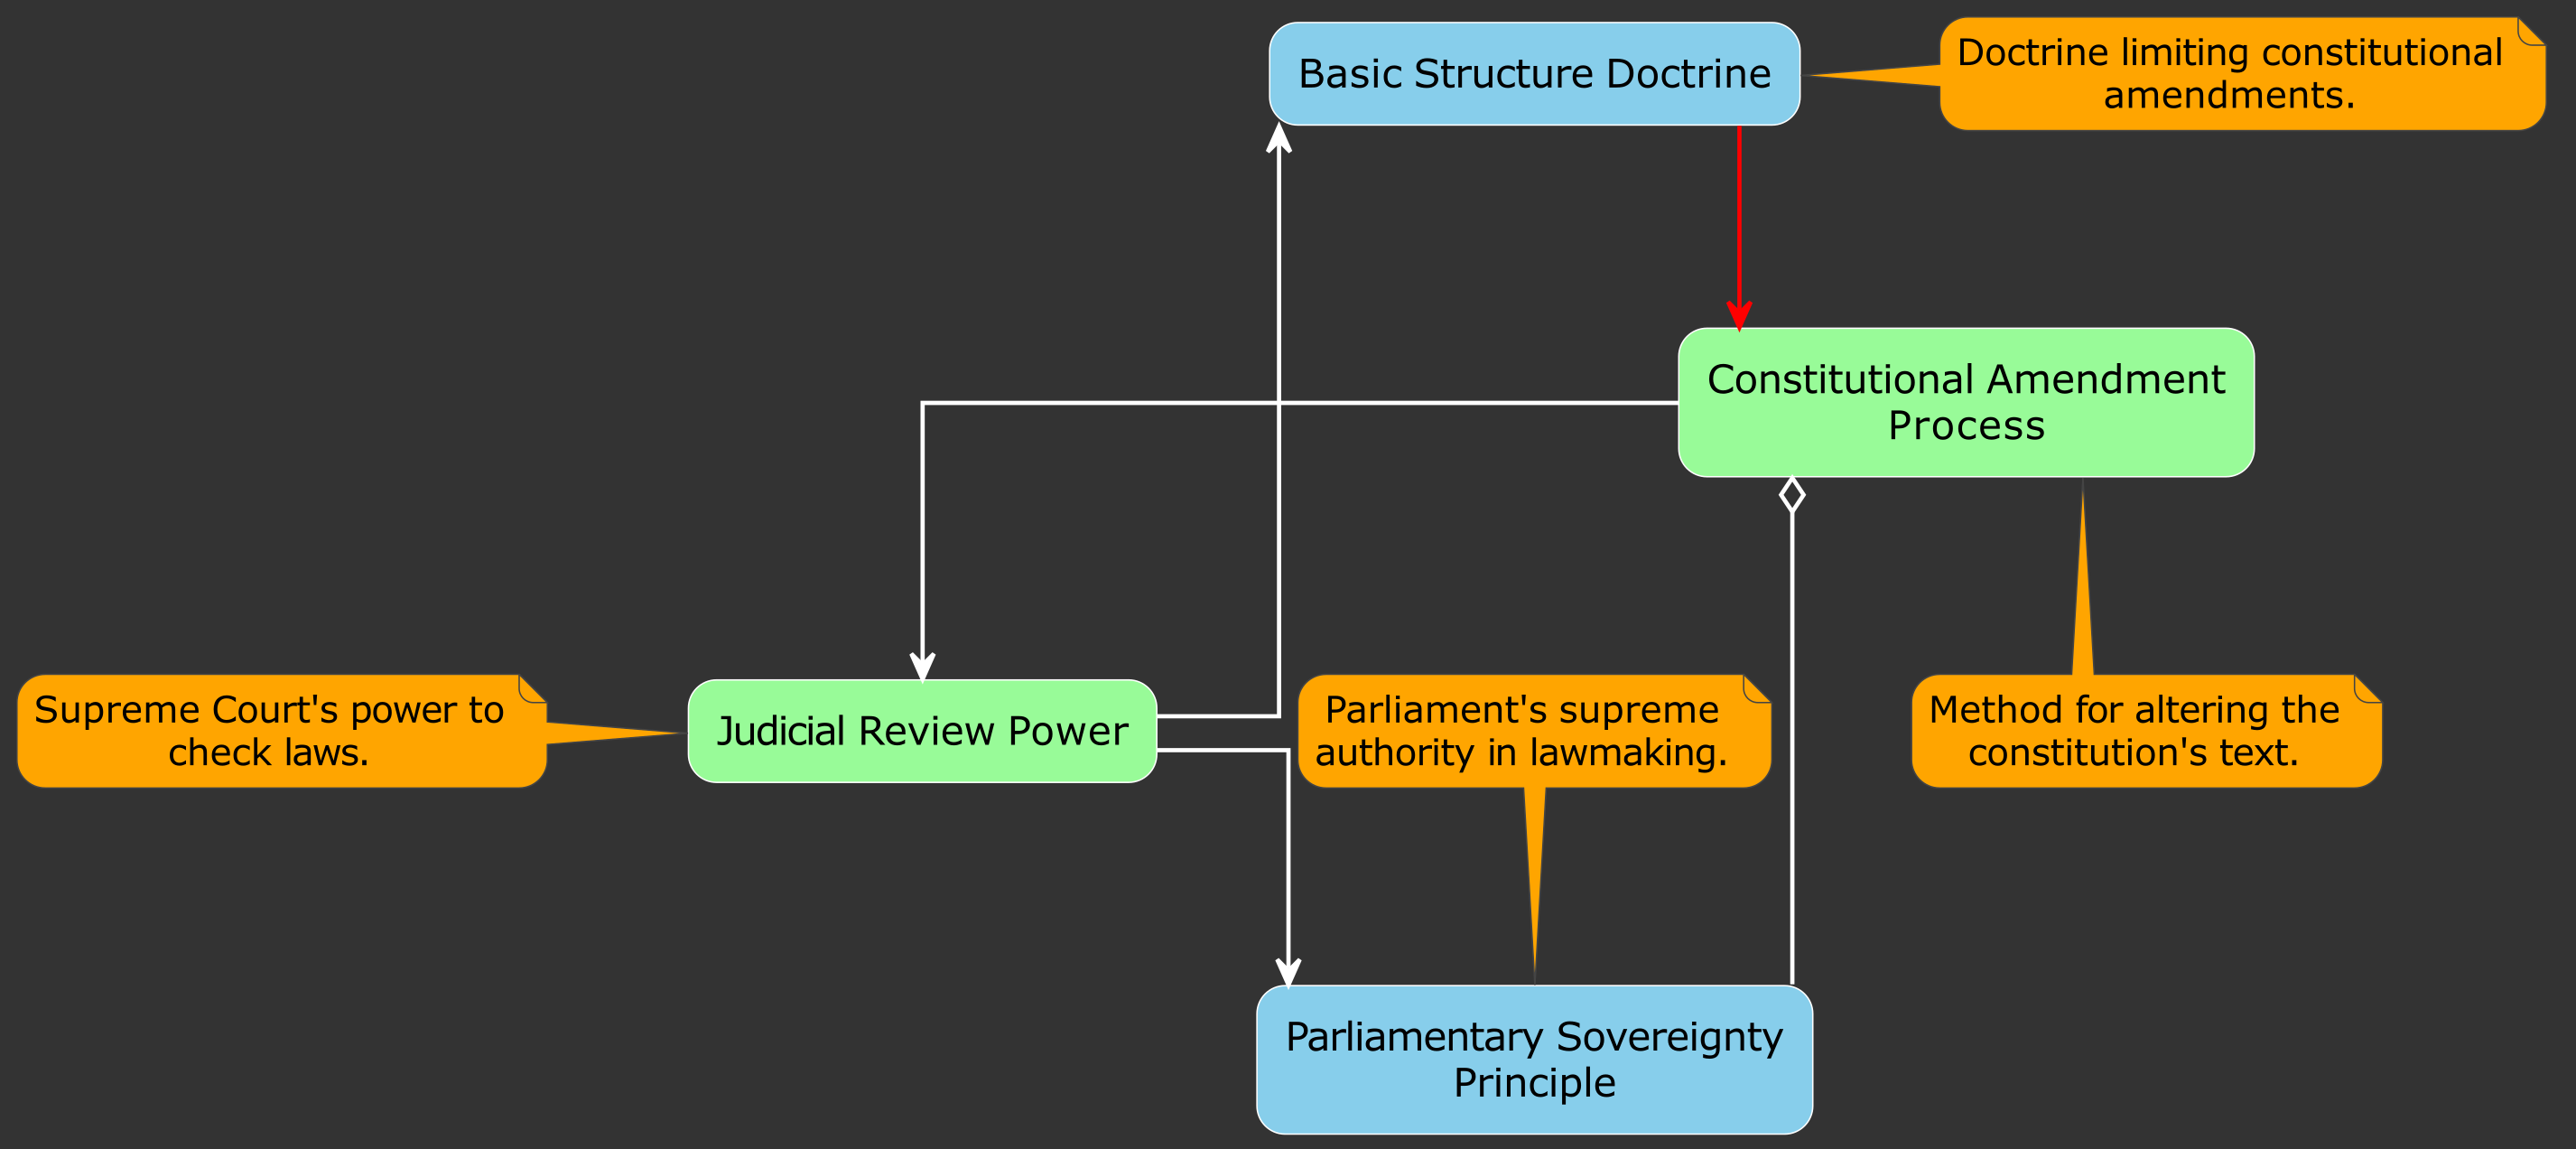 Basic Structure Doctrine
Doctrine limiting constitutional
amendments.
Constitutional Amendment
Process
Supreme Court's power to
check laws.
Judicial Review Power
Parliament's supreme
authority in lawmaking.
Method for altering the
constitution's text.
Parliamentary Sovereignty
Principle